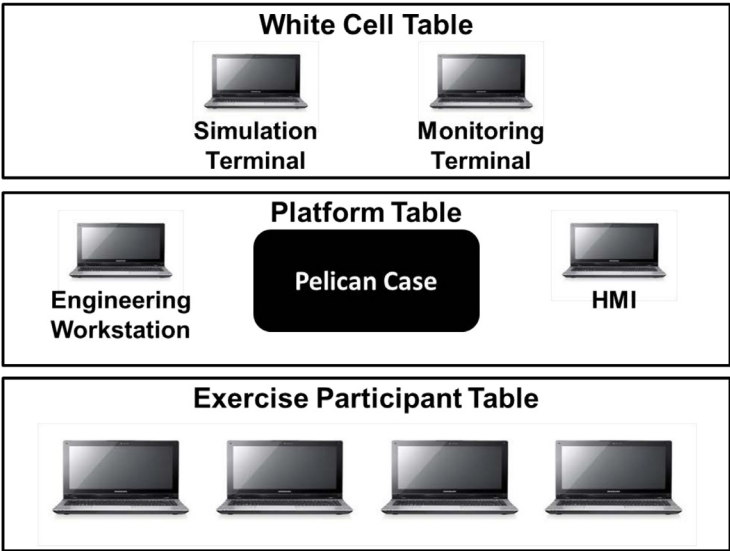 White Cell Table
Simulation
Terminal
Monitoring
Terminal
Platform Table
Engineering
Workstation
Pelican Case
HMI
Exercise Participant Table